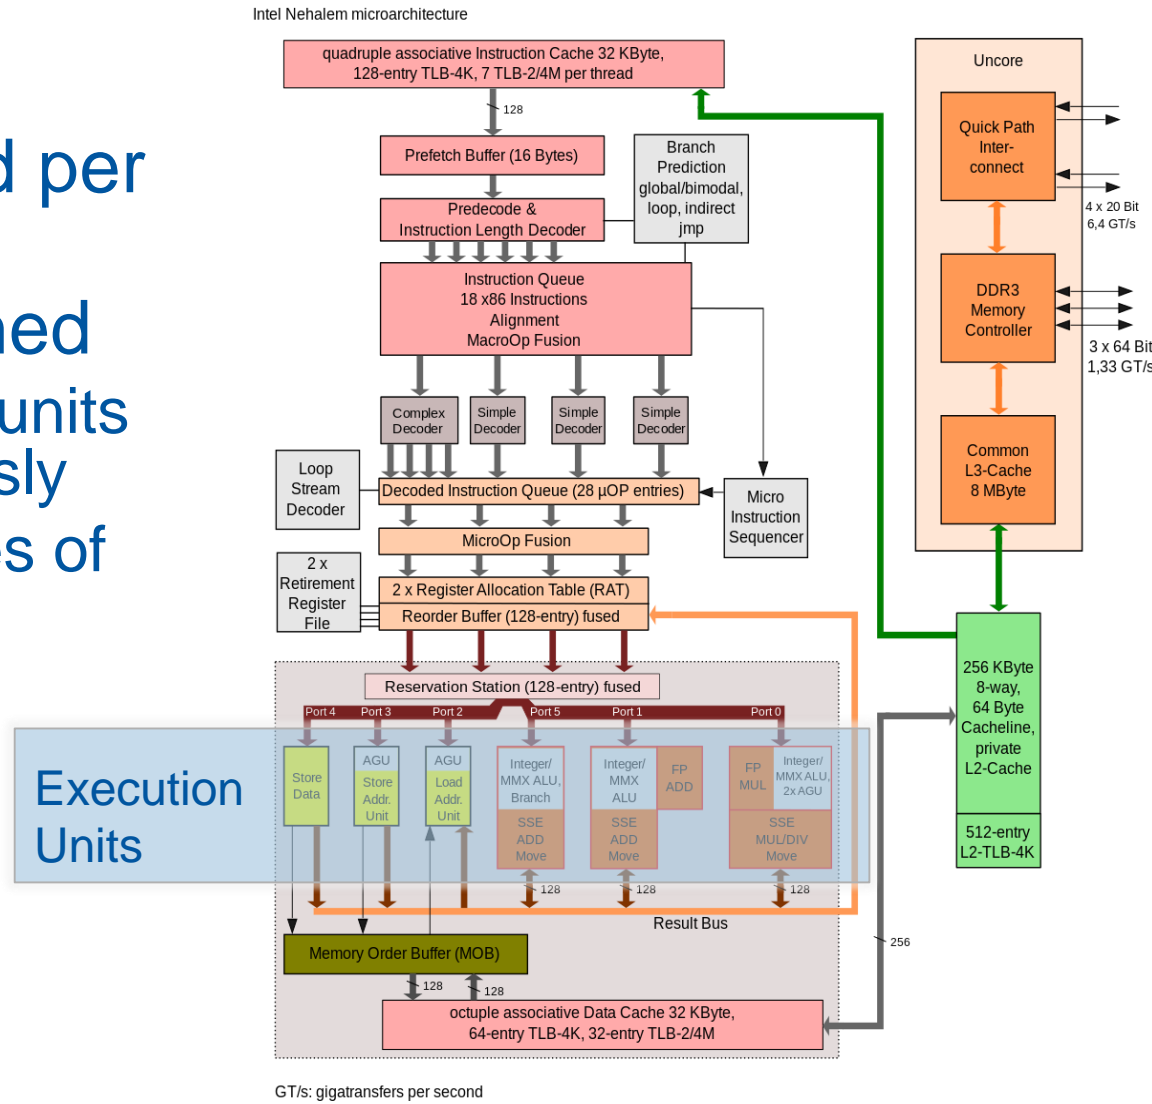 Intel Nehalem microarchitecture
quadruple associative Instruction Cache 32 KByte,
128-entry TLB-4K, 7 TLB-2/4M per thread
128
Prefetch Buffer (16 Bytes)
Predecode &
Instruction Length Decoder
Branch
Prediction
global/bimodal,
loop, indirect
jmp
Instruction Queue
18 x86 Instructions
Alignment
MacroOp Fusion
Complex
Decoder
Simple
Decoder
Simple
Decoder
Simple
Decoder
Loop
Stream
Decoder
Decoded Instruction Queue (28 µOP entries)
Micro
Instruction
Sequencer
MicroOp Fusion
2 x
Retirement
Register
File
2 x Register Allocation Table (RAT)
Reorder Buffer (128-entry) fused
Reservation Station (128-entry) fused
Port 4
Port 3
Port 2
Port 5
Port 1
Port 0
Execution
Units
Store
Data
AGU
Store
Addr.
Unit
AGU
Load
Addr.
Unit
Integer/
MMX ALU,
Branch
SSE
ADD
Move
Integer/
MMX
ALU
FP
ADD
SSE
ADD
Move
FP
MUL
Integer/
MMX ALU,
2x AGU
SSE
MUL/DIV
Move
128
128
128
Result Bus
Memory Order Buffer (MOB)
128
128
octuple associative Data Cache 32 KByte,
64-entry TLB-4K, 32-entry TLB-2/4M
256
GT/s: gigatransfers per second
Uncore
Quick Path
Inter-
connect
4 x 20 Bit
6,4 GT/s
DDR3
Memory
Controller
3 x 64 Bit
1,33 GT/s
Common
L3-Cache
8 MByte
256 KByte
8-way,
64 Byte
Cacheline,
private
L2-Cache
512-entry
L2-TLB-4K
per
units
of